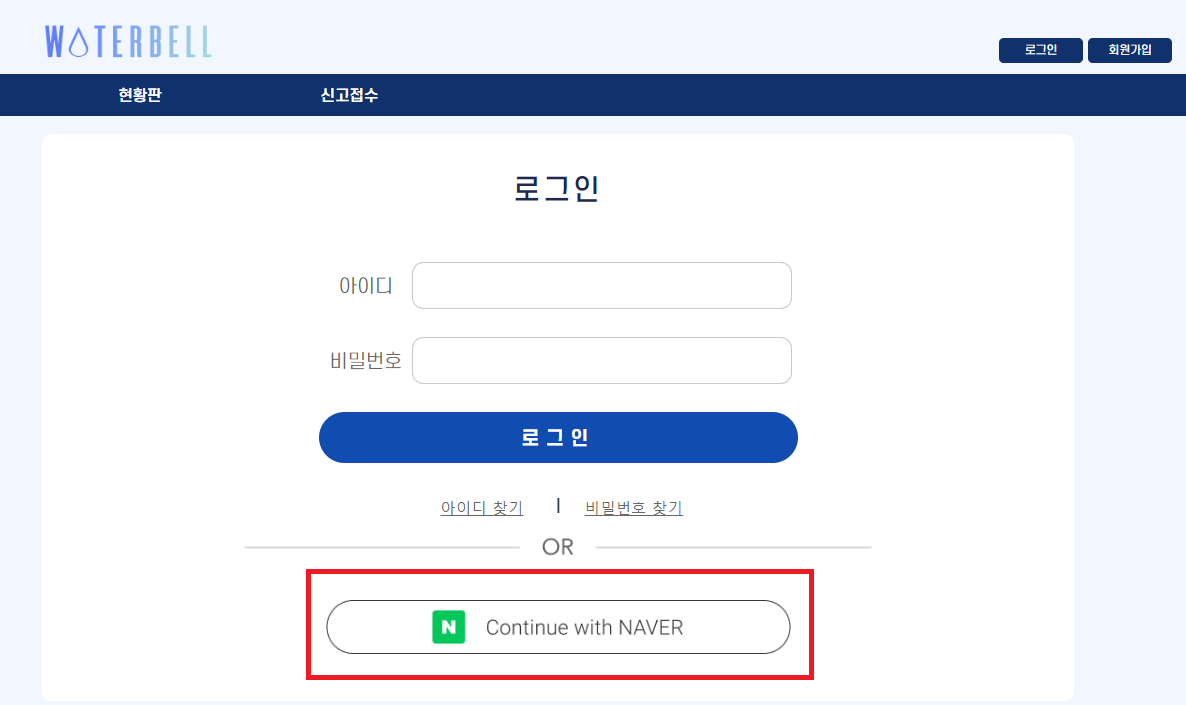 WATERBELL
로그인 회원가입
현황판 신고접수
로그인
아이디
비밀번호
로그인
아이디 찾기 | 비밀번호 찾기
OR
N Continue with NAVER